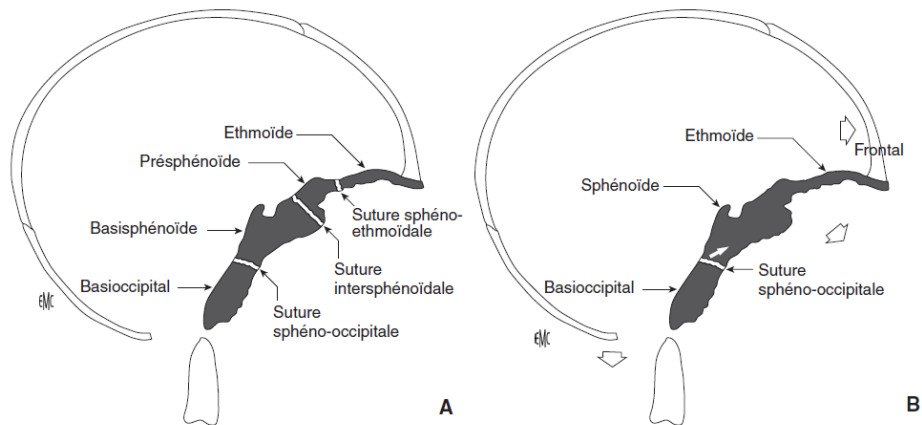 Ethmoïde
Présphénoïde
Basisphénoïde
Basioccipital
Suture sphéno-
ethmoïdale
Suture
intersphénoïdale
Suture
sphéno-occipitale
EMC
A
Ethmoïde
Frontal
Sphénoïde
Basioccipital
Suture
sphéno-occipitale
EMC
B